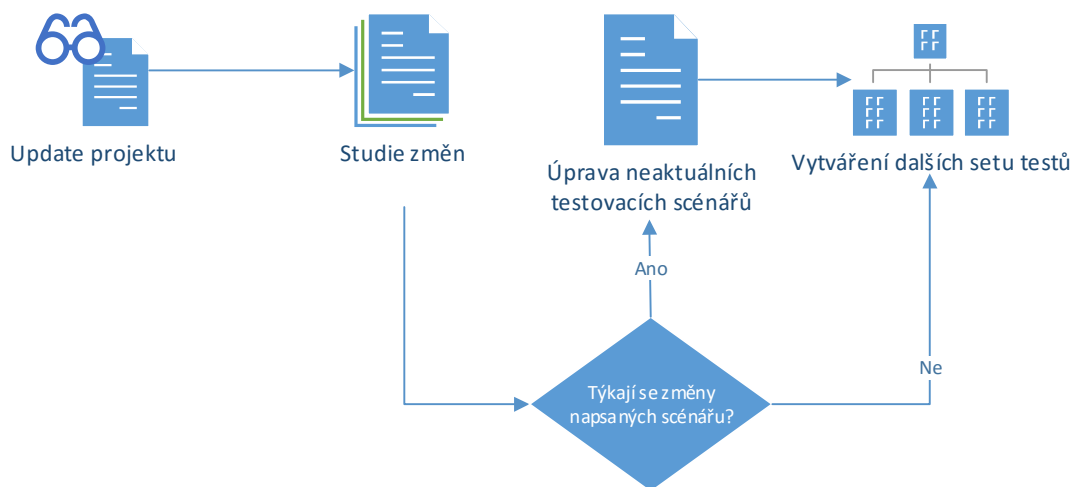 Update projektu
Studie změn
Úprava neaktuálních
testovacích scénářů
Vytváření dalších setu testů
Ano
Ne
Týkají se změny
napsaných scénářu?